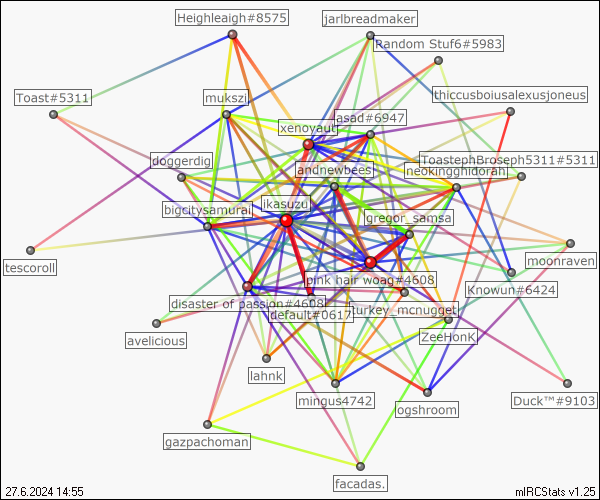 Heighleagh#8575
jarlbreadmaker
Random Stuf6#5983
Toast#5311
mukszi
thiccusboiusalexusjoneus
asad#6947
xenoyaut
doggerdig
ToastephBroseph5311#5311
andnewbees
neokingghidorah
ikasuzu
bigcitysamurai
gregor_samsa
tescoroll
moonraven
pink hair woag#4608
Knowun#6424
disaster of passion#4608
default#0617
turkey_mcnugget
avelicious
ZeeHonK
lahnk
mingus4742
ogshroom
Duck™#9103
gazpachoman
facadas.
27.6.2024 14:55
mIRCStats v1.25